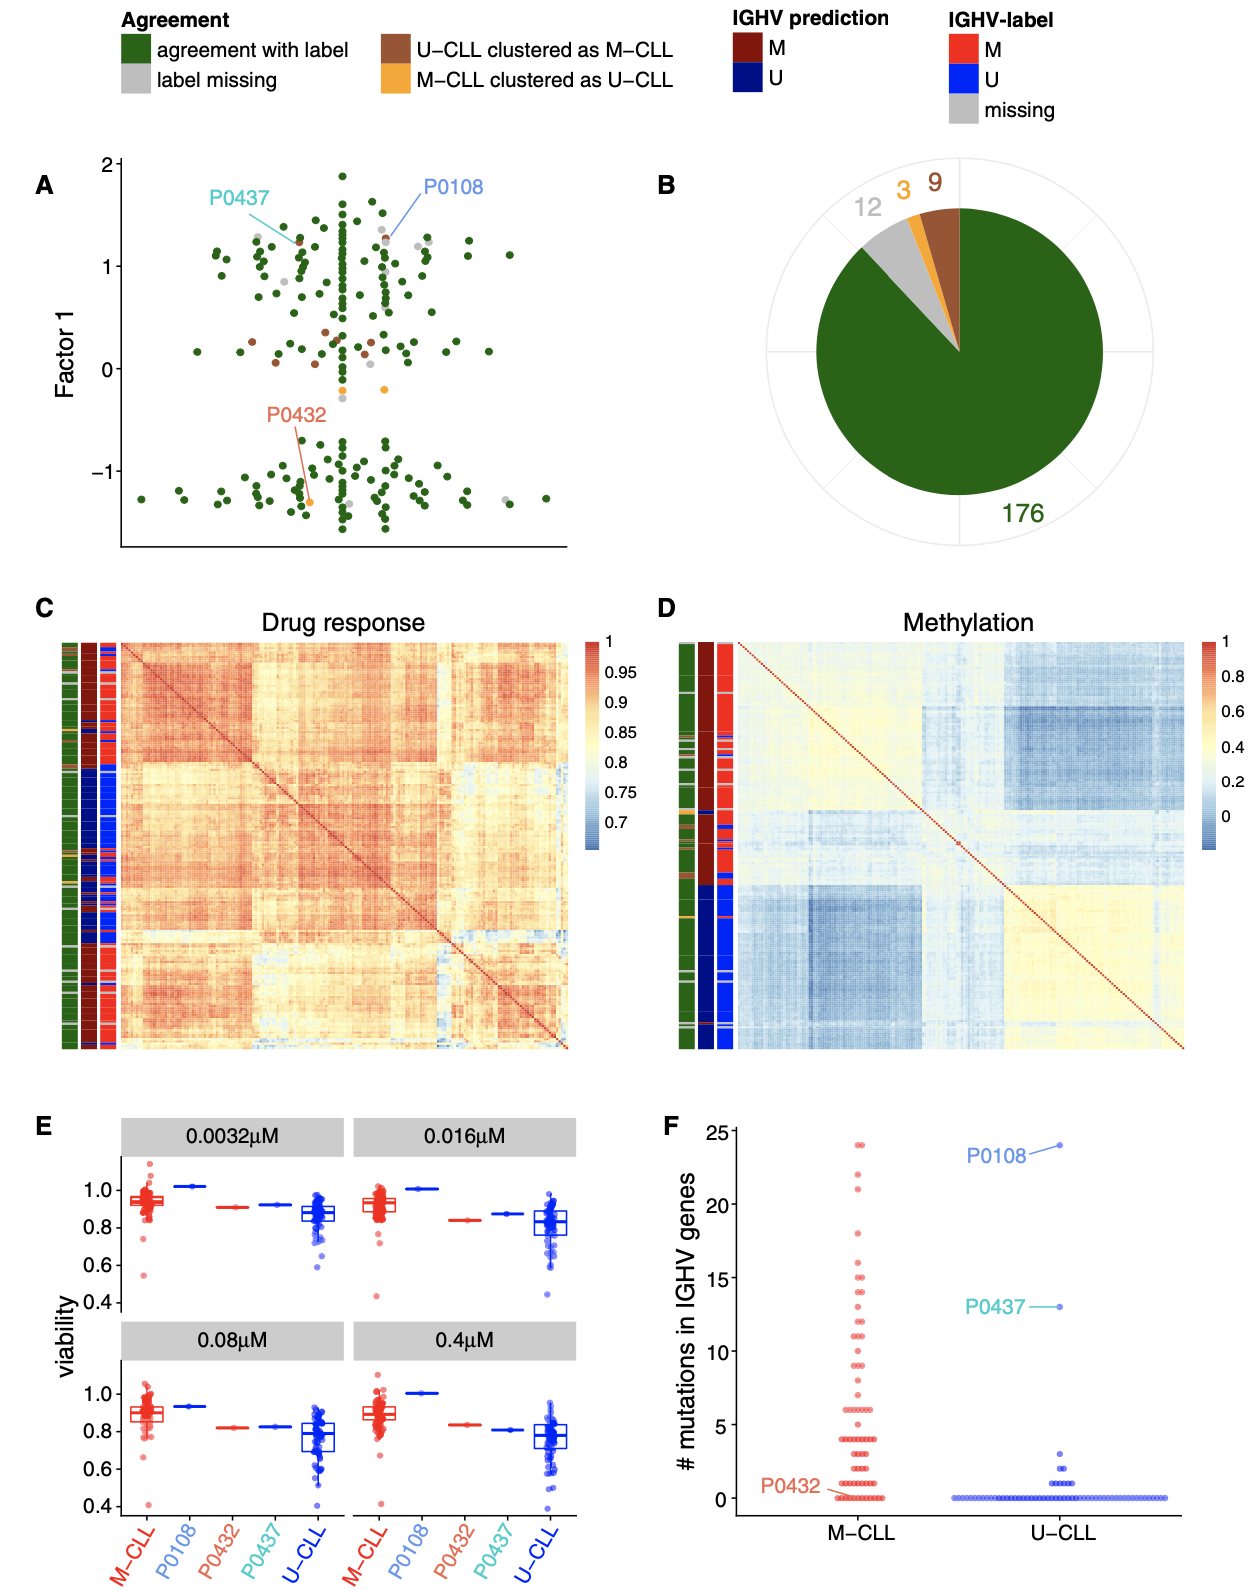 Agreement
agreement with label
label missing
U−CLL clustered as M−CLL
M−CLL clustered as U−CLL
IGHV prediction
M
U
IGHV-label
M
U
missing
A
Factor 1
2
1
0
−1
P0437
P0108
P0432
B
12
3
9
176
C
Drug response
1
0.95
0.9
0.85
0.8
0.75
0.7
D
Methylation
1
0.8
0.6
0.4
0.2
0
E
viability
0.0032μM
0.016μM
1.0
0.8
0.6
0.4
0.08μM
0.4μM
1.0
0.8
0.6
0.4
M−CLL
P0108
P0432
P0437
U−CLL
M−CLL
P0108
P0432
P0437
U−CLL
F
# mutations in IGHV genes
25
20
15
10
5
0
P0108
P0437
P0432
M−CLL
U−CLL